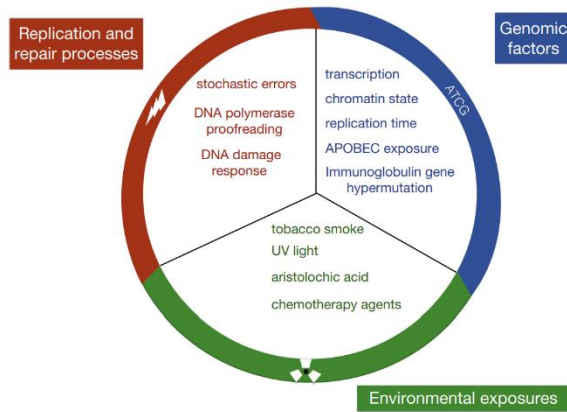 Replication and
repair processes
Genomic
factors
stochastic errors
DNA polymerase
proofreading
DNA damage
response
transcription
chromatin state
replication time
APOBEC exposure
Immunoglobulin gene
hypermutation
ATCG
tobacco smoke
UV light
aristolochic acid
chemotherapy agents
Environmental exposures